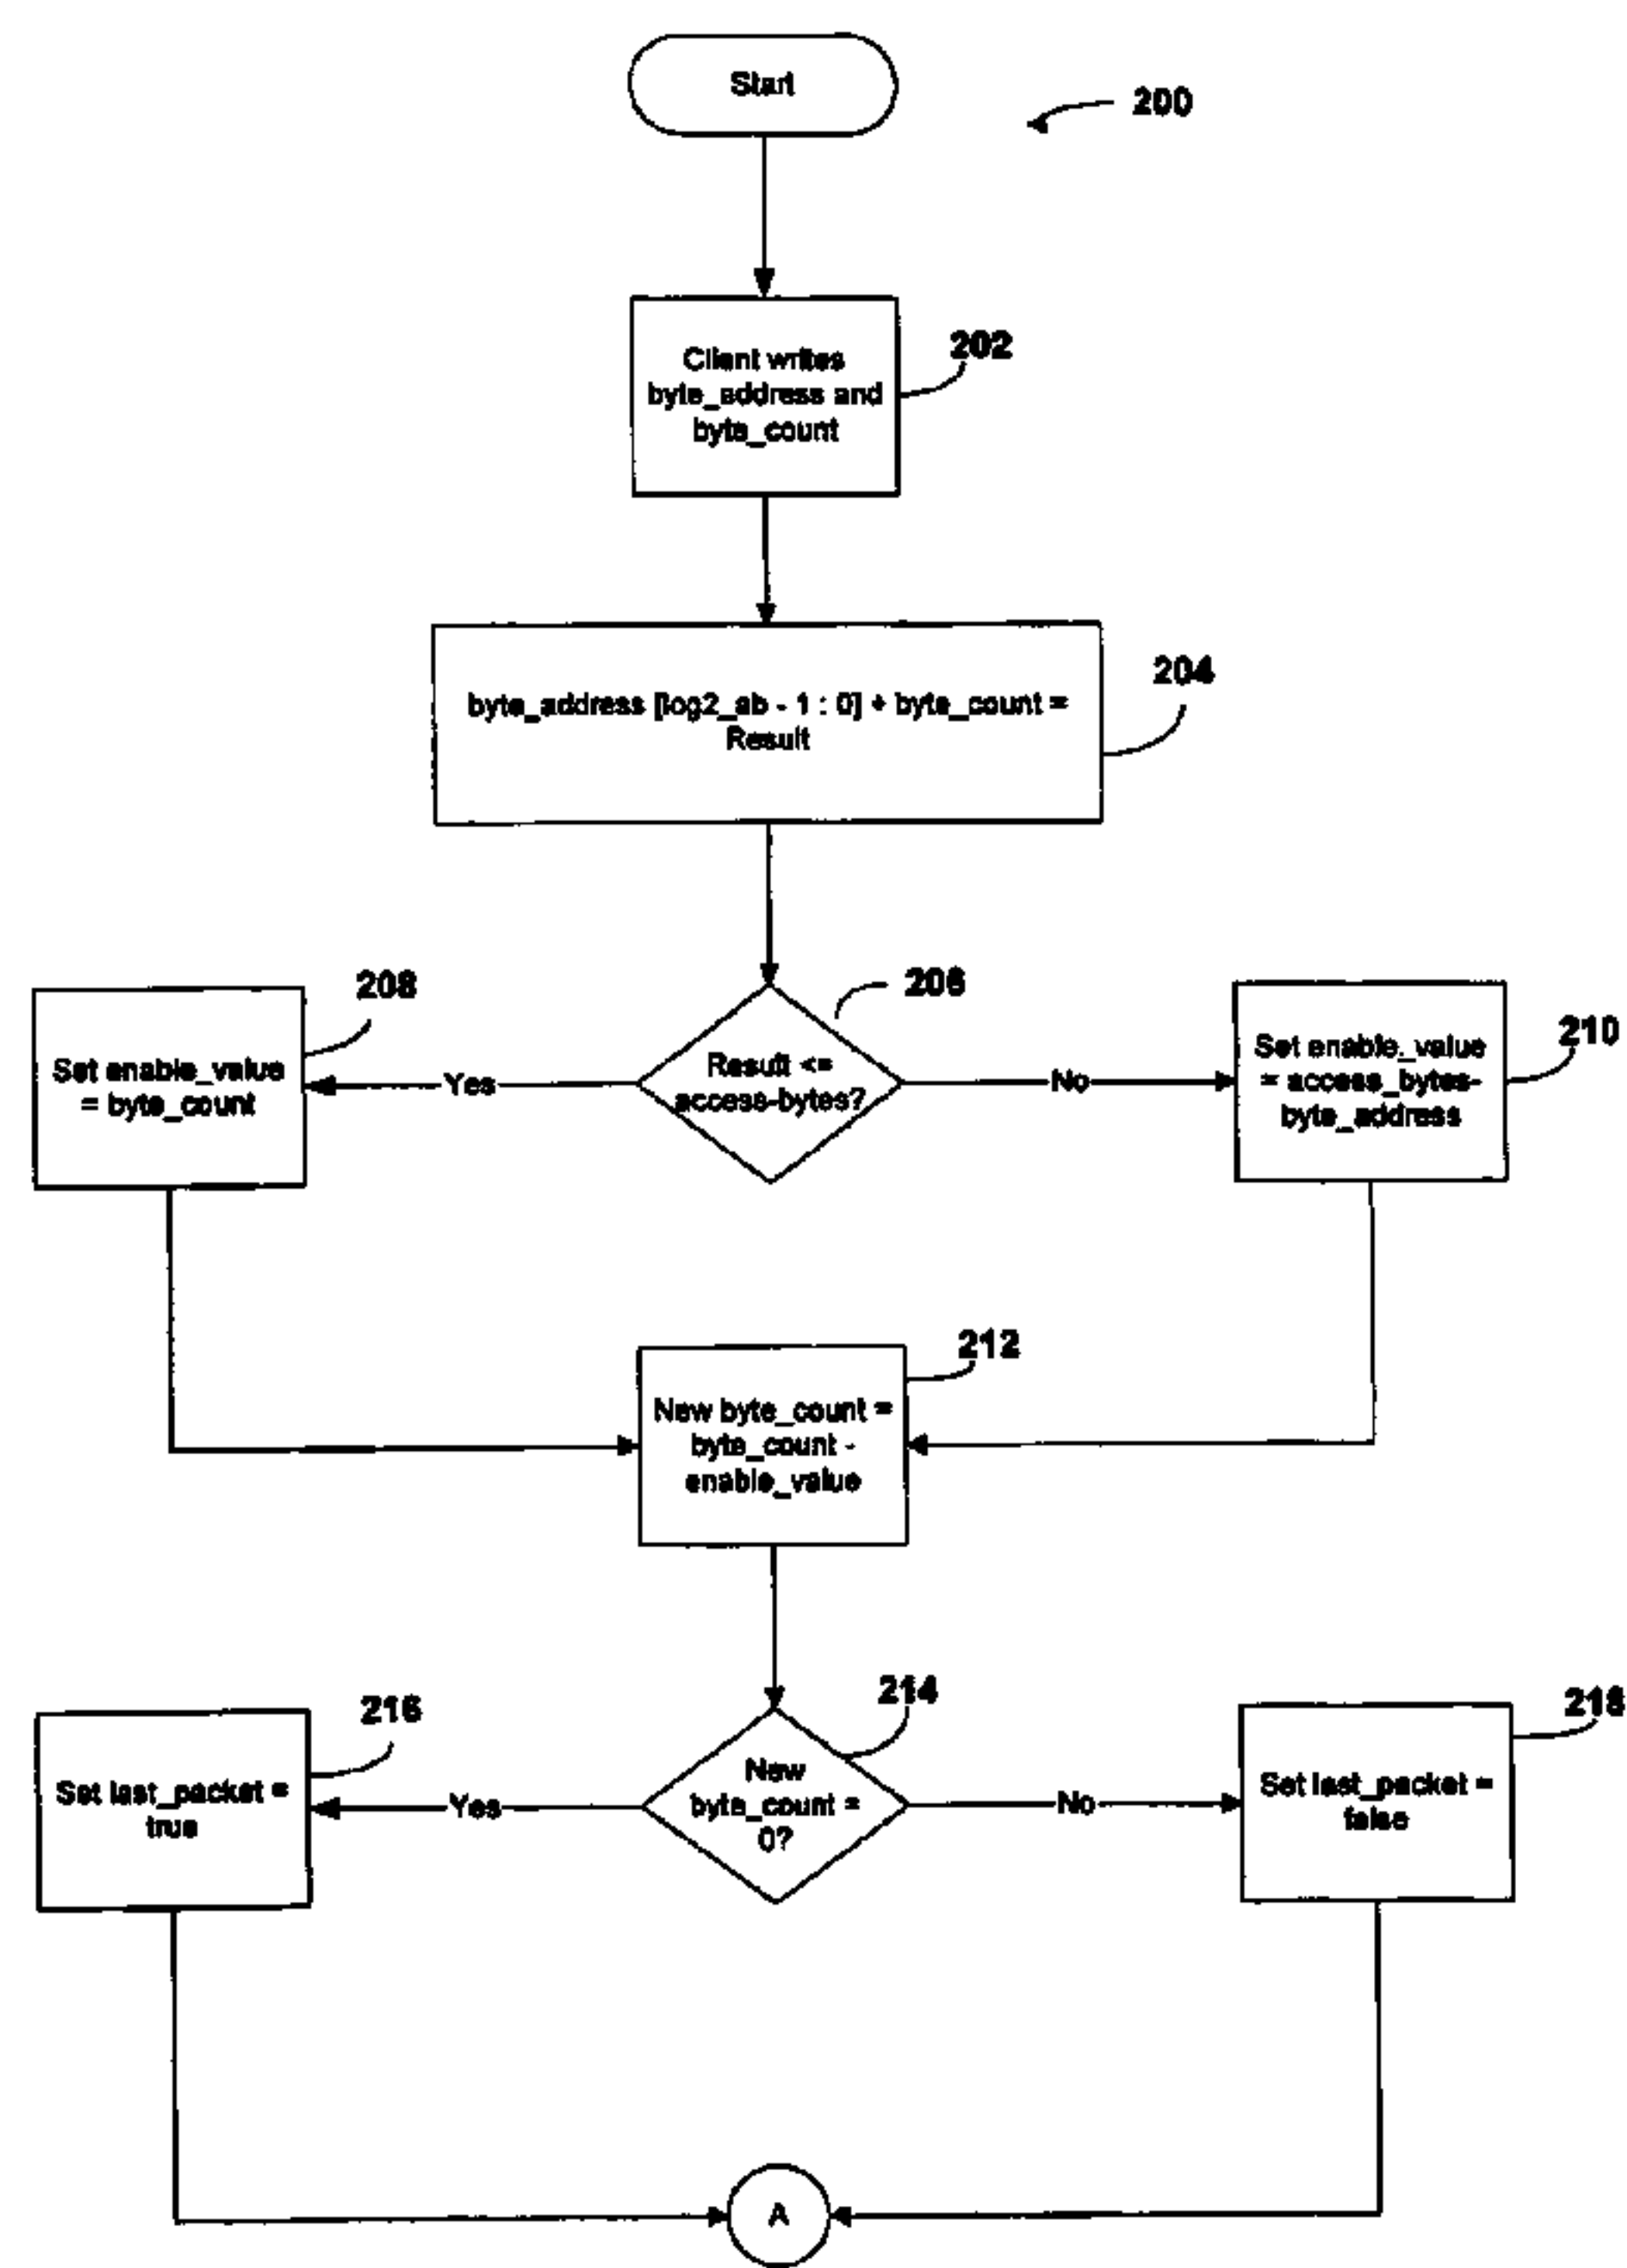 Start
200
Client writes
byte_address and
byte_count
202
byte_address [log2_ab - 1 : 0] + byte_count =
Result
204
208
206
Set enable_value
= byte_count
Yes
Result <=
access-bytes?
No
Set enable_value
= access_bytes-
byte_address
210
212
New byte_count =
byte_count -
enable_value
216
214
218
Set last_packet =
true
Yes
New
byte_count =
0?
No
Set last_packet =
false
A